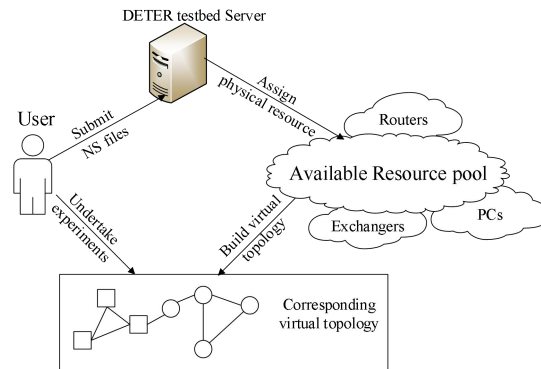 DETER testbed Server
User
Submit
NS files
Assign
physical resource
Routers
Available Resource pool
Exchangers
PCs
Undertake
experiments
Build virtual
topology
Corresponding
virtual topology